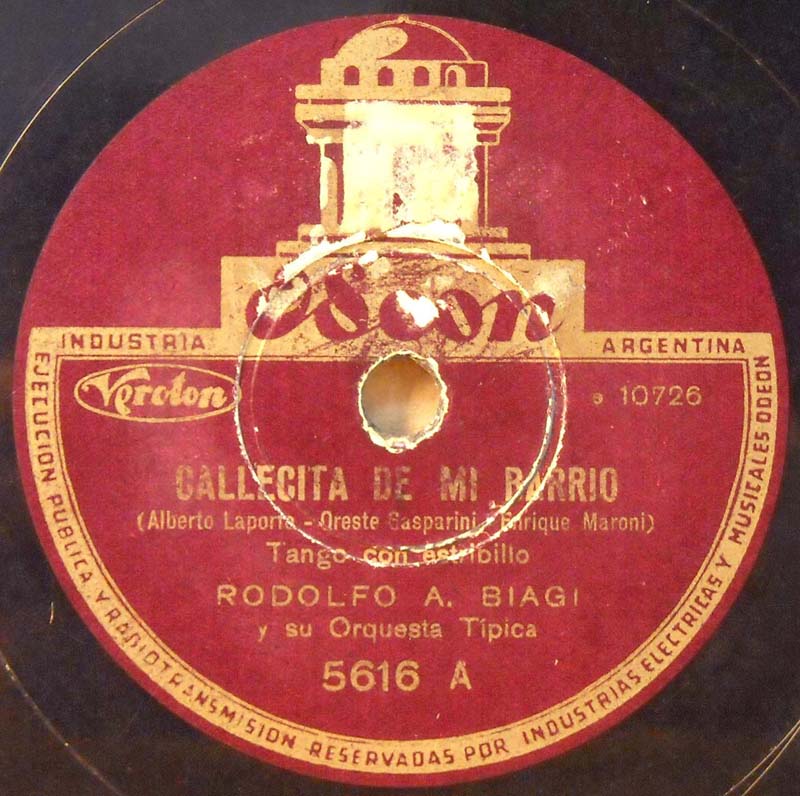 Odeon
INDUSTRIA
ARGENTINA
Veroton
e 10726
CALLECITA DE MI BARRIO
(Alberto Laporte - Oreste Gasparini, Enrique Maroni)
Tango con estribillo
RODOLFO A. BIAGI
y su Orquesta Típica
5616 A
EJECUCION PUBLICA Y RADIOTRANSMISION RESERVADAS POR INDUSTRIAS ELECTRICAS Y MUSICALES ODEON